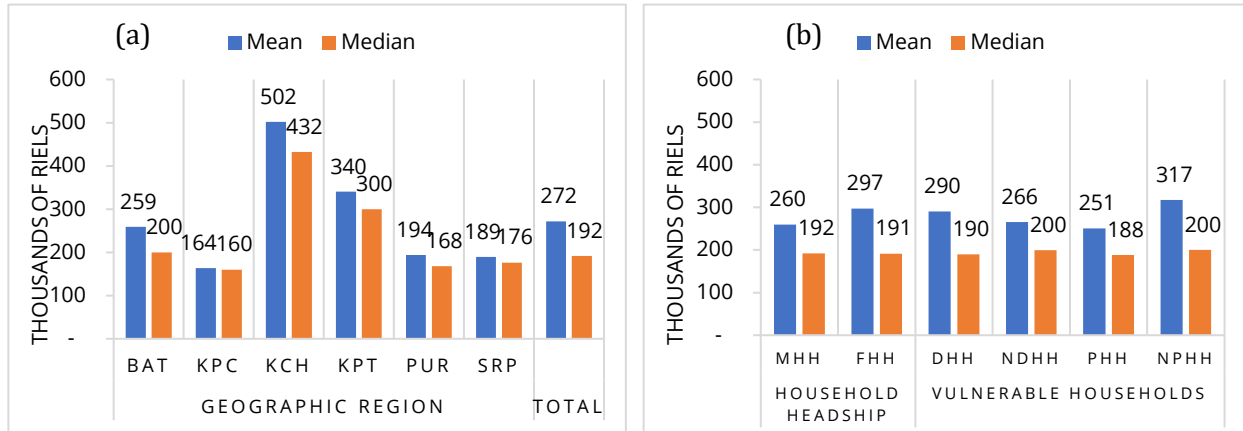 (a)
Mean Median
THOUSANDS OF RIELS
600
500
400
300
200
100
-
259 200 164 160 502 432 340 300 194 168 189 176 272 192
BAT KPC KCH KPT PUR SRP
GEOGRAPHIC REGION TOTAL
(b)
Mean Median
THOUSANDS OF RIELS
600
500
400
300
200
100
-
260 192 297 191 290 190 266 200 251 188 317 200
MHH FHH DHH NDHH PHH NPHH
HOUSEHOLD HEADSHIP
VULNERABLE HOUSEHOLDS